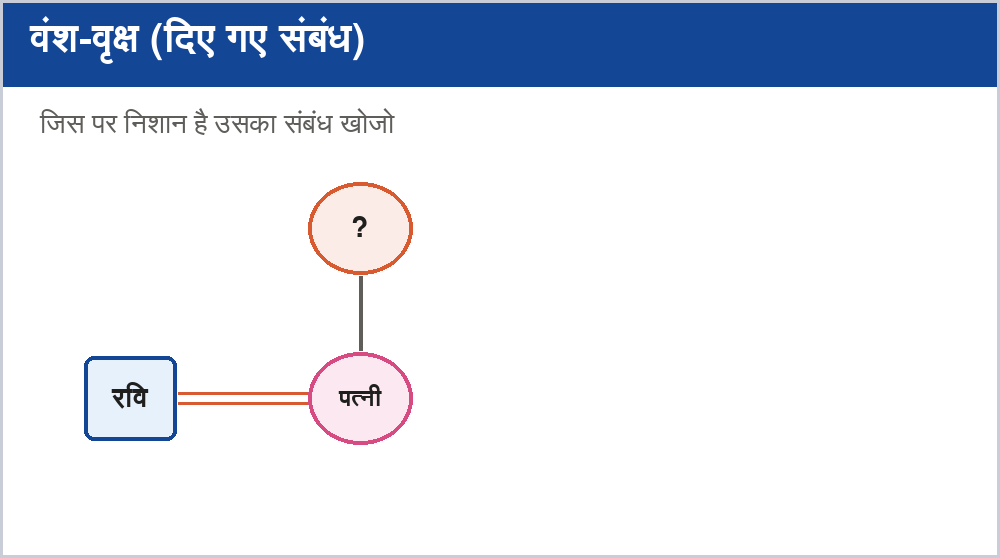 वंश-वृक्ष (दिए गए संबंध)
जिस पर निशान है उसका संबंध खोजो
?
रवि
पत्नी